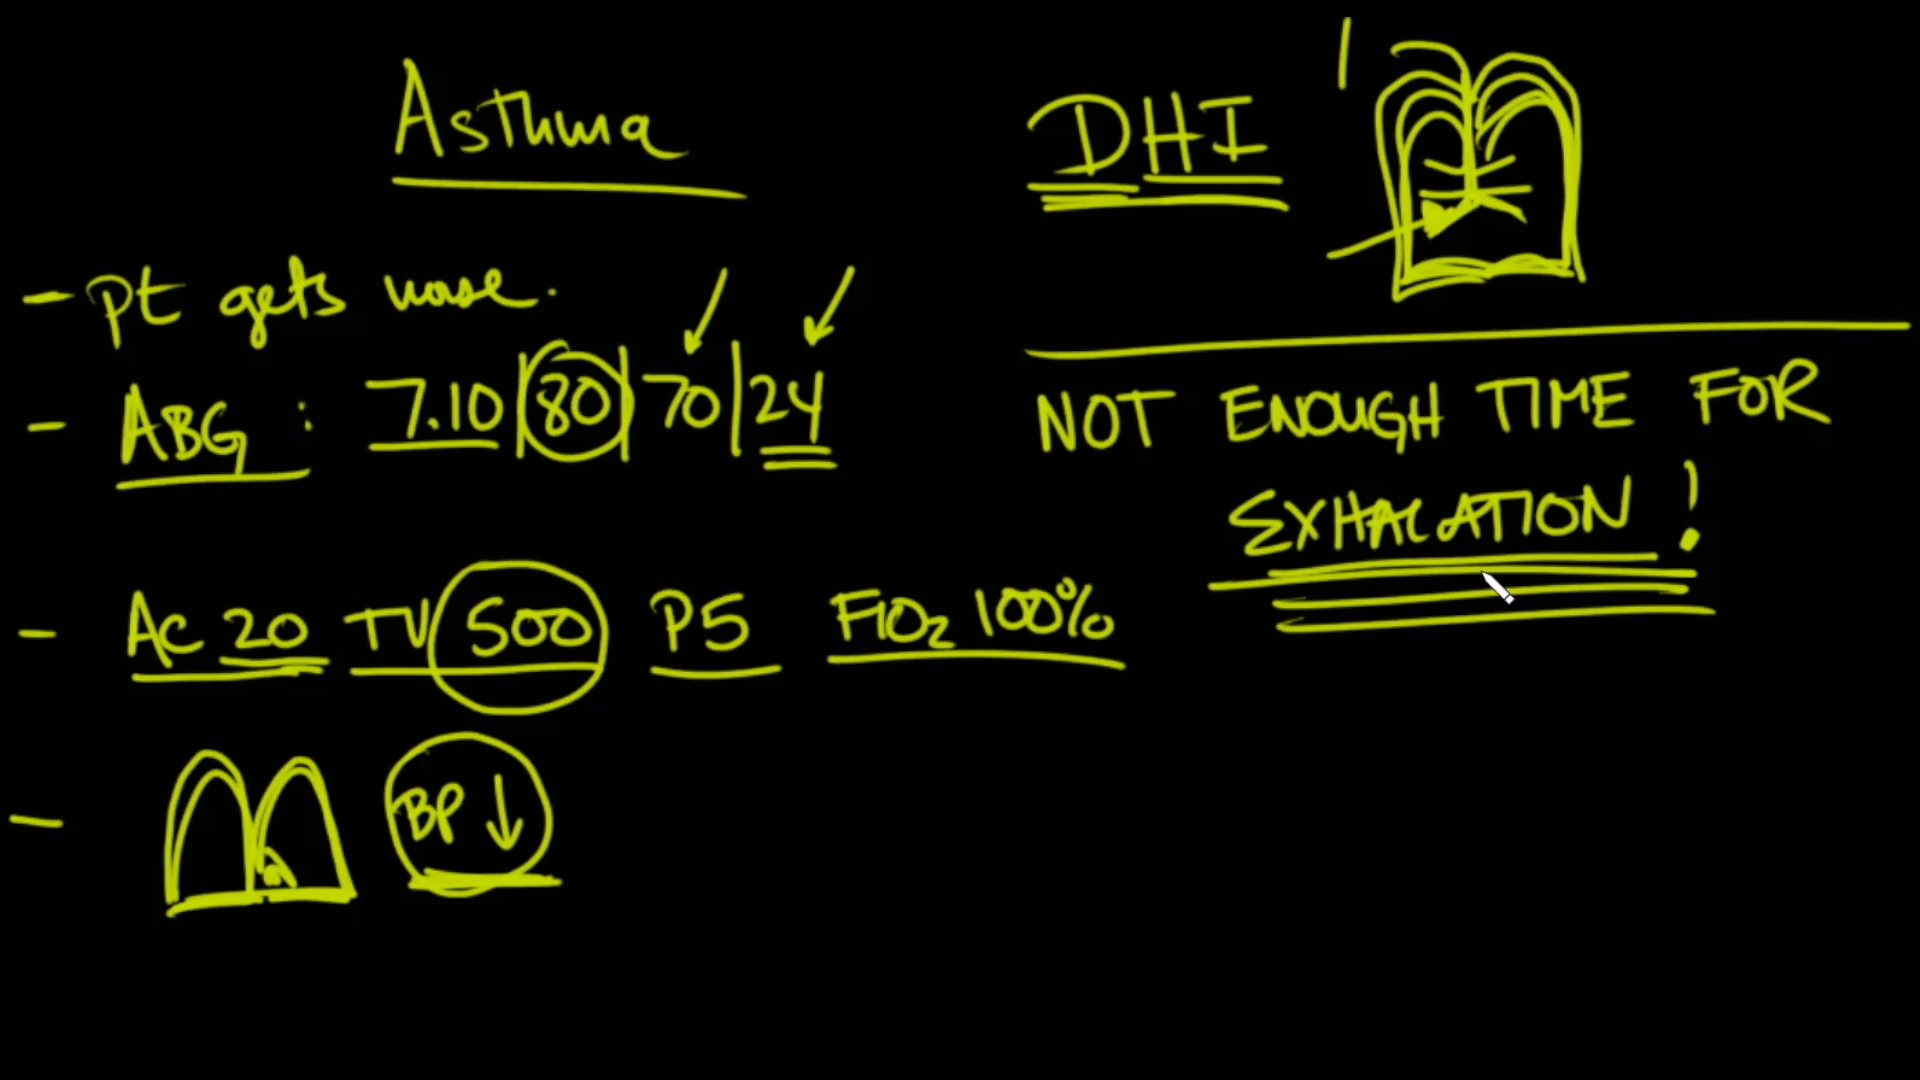 Asthma
- Pt gets worse.
- ABG: 7.10|80|70|24
- AC 20 TV 500 P5 FIO2 100%
- BP ↓
DHI
NOT ENOUGH TIME FOR
EXHALATION!